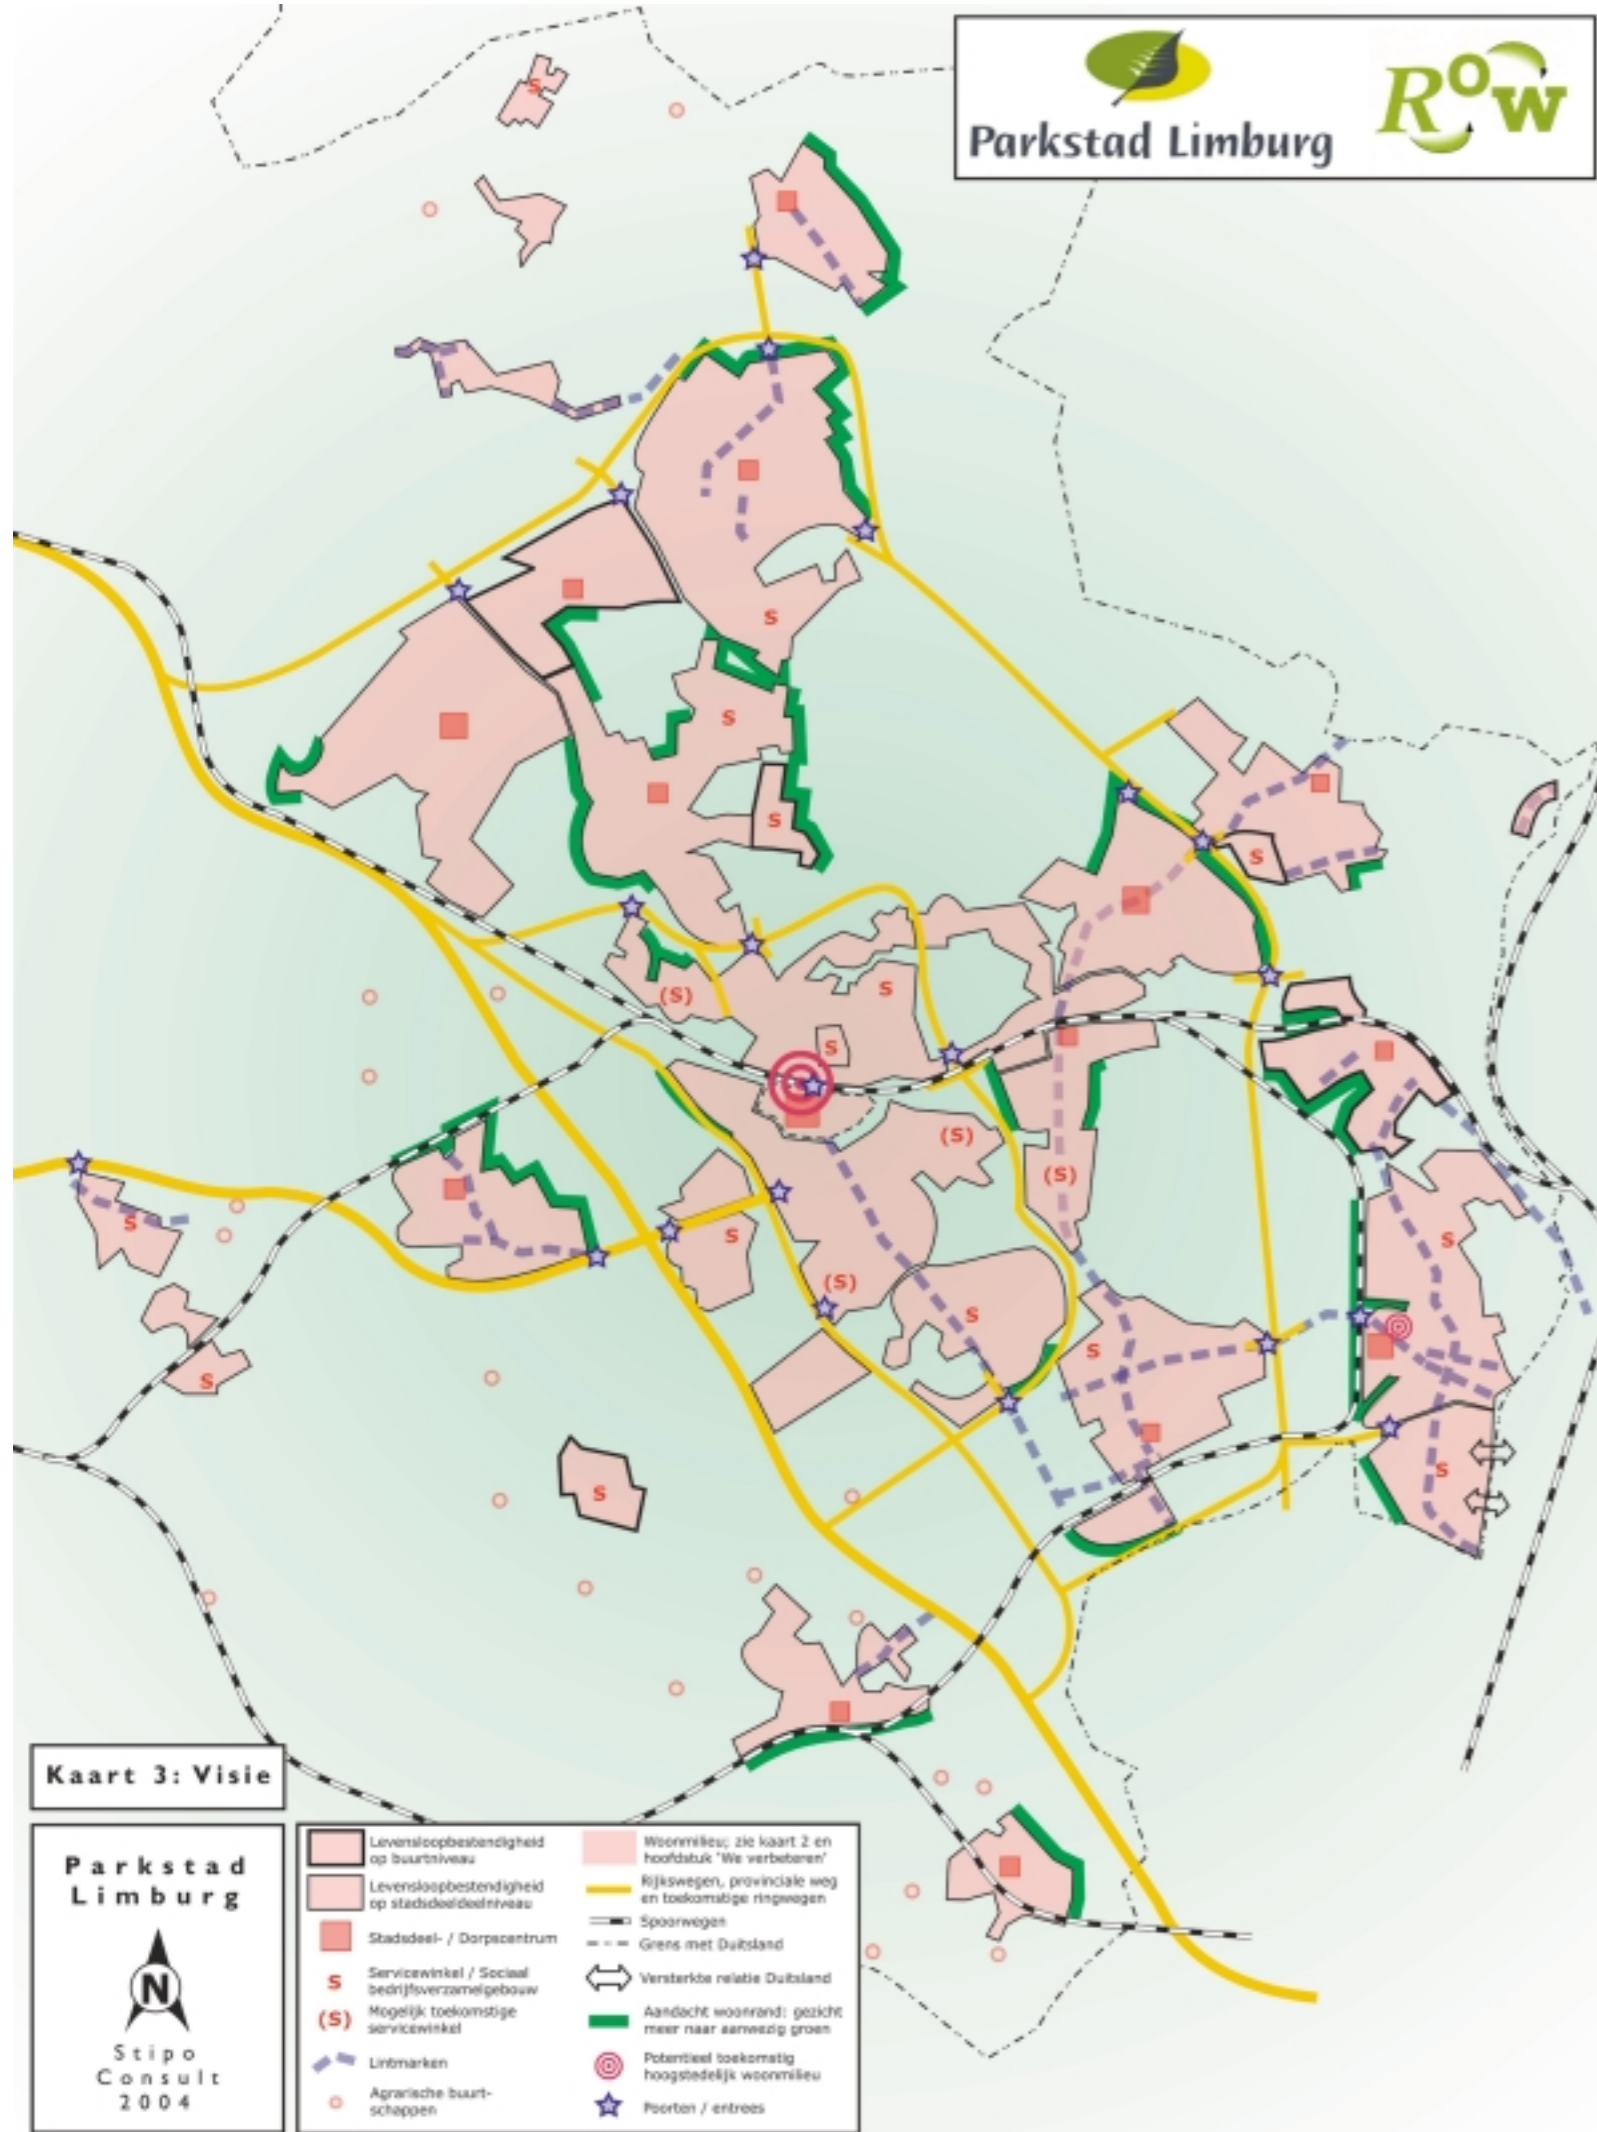 Parkstad Limburg
RoW
S
S
S
S
S
(S)
S
S
S
(S)
(S)
S
S
S
(S)
S
S
S
S
S
S
Kaart 3: Visie
Parkstad
Limburg
N
Stipo
Consult
2004
Levensloopbestendigheid
op buurtniveau
Levensloopbestendigheid
op stadsdeeldeelniveau
Stadsdeel- / Dorpscentrum
S
Servicewinkel / Sociaal
bedrijfsverzamelgebouw
(S)
Mogelijk toekomstige
servicewinkel
Lintmarken
Agrarische buurt-
schappen
Woonmilieu; zie kaart 2 en
hoofdstuk 'We verbeteren'
Rijkswegen, provinciale weg
en toekomstige ringwegen
Spoorwegen
Grens met Duitsland
Versterkte relatie Duitsland
Aandacht woonrand: gezicht
meer naar aanwezig groen
Potentieel toekomstig
hoogstedelijk woonmilieu
Poorten / entrees